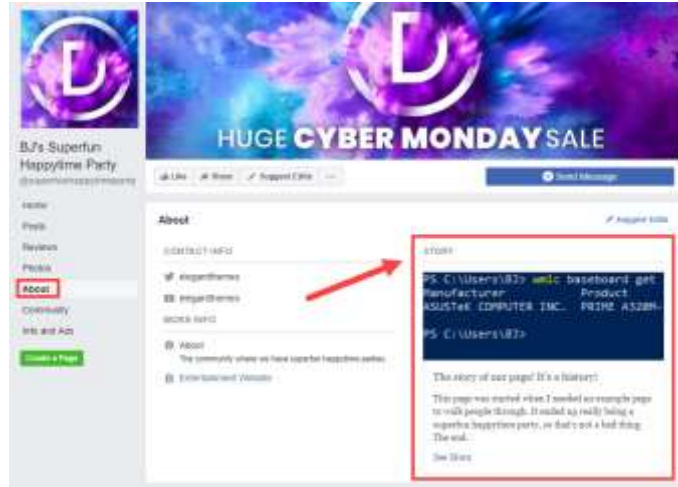 HUGE CYBER MONDAY SALE
BJ's Superfun
Happytime Party
Home
Posts
Reviews
Photos
About
Community
Info and Ads
Create a Page
Like Share Suggest Edits ...
Send Message
About
Suggest Edits
CONTACT INFO
elegantthemes
elegantthemes
MORE INFO
About
The community where we have superfun happytime parties.
Entertainment Website
STORY
PS C:\Users\BJ> wmic baseboard get
Manufacturer Product
ASUSTeK COMPUTER INC. PRIME A320M-
PS C:\Users\BJ>
The story of our page! It's a history!
This page was started when I needed an example page
to walk people through. It ended up really being a
superfun happytime party, so that's not a bad thing.
The end.
See More